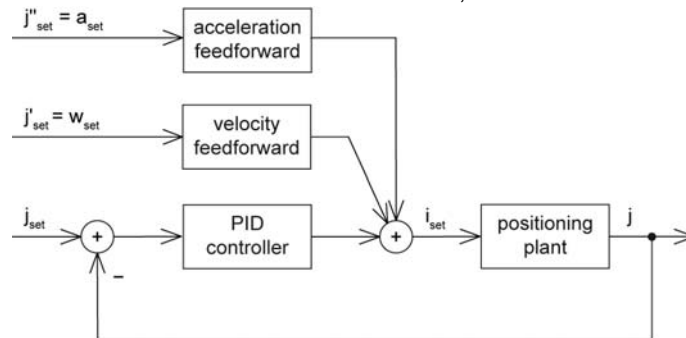 j"set = aset
acceleration
feedforward
j'set = wset
velocity
feedforward
jset
+
−
PID
controller
+
iset
positioning
plant
j